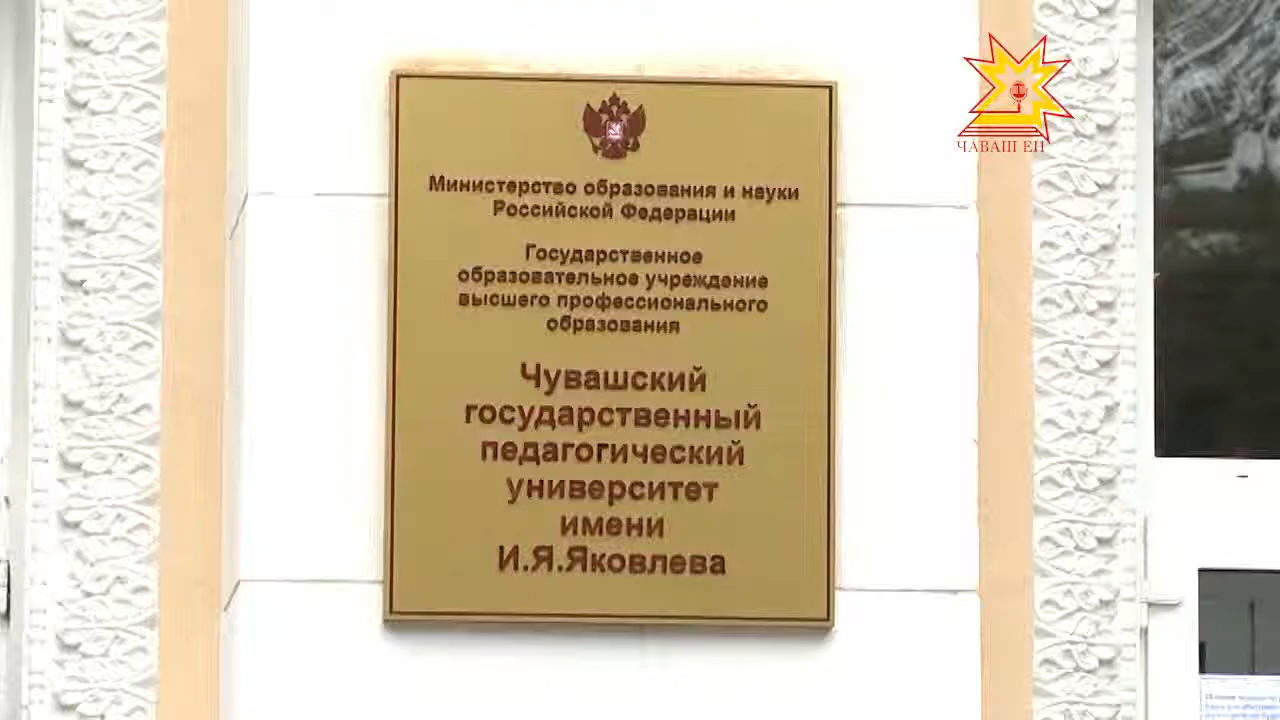 Министерство образования и науки
Российской Федерации
Государственное
образовательное учреждение
высшего профессионального
образования
Чувашский
государственный
педагогический
университет
имени
И.Я.Яковлева
ЧĂВАШ ЕН